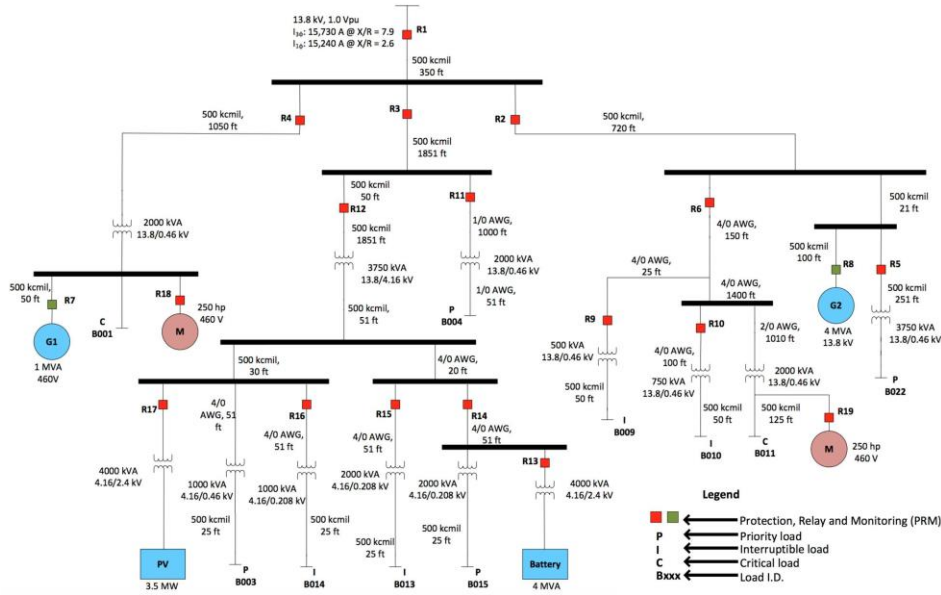 13.8 kV, 1.0 Vpu
I3Φ: 15,730 A @ X/R = 7.9
I1Φ: 15,240 A @ X/R = 2.6
R1
500 kcmil
350 ft
R4
R3
R2
500 kcmil,
1050 ft
500 kcmil
1851 ft
500 kcmil,
720 ft
500 kcmil
50 ft
R12
R11
500 kcmil
1851 ft
1/0 AWG,
1000 ft
R6
4/0 AWG,
150 ft
500 kcmil
21 ft
2000 kVA
13.8/0.46 kV
3750 kVA
13.8/4.16 kV
2000 kVA
13.8/0.46 kV
1/0 AWG,
51 ft
P
B004
4/0 AWG,
25 ft
4/0 AWG,
1400 ft
500 kcmil
100 ft
R8
R5
G2
4 MVA
13.8 kV
500 kcmil
251 ft
3750 kVA
13.8/0.46 kV
P
B022
500 kcmil,
50 ft
R7
G1
1 MVA
460V
C
B001
R18
250 hp
460 V
M
500 kcmil,
51 ft
R9
500 kVA
13.8/0.46 kV
500 kcmil
50 ft
I
B009
R10
4/0 AWG,
100 ft
750 kVA
13.8/0.46 kV
500 kcmil
50 ft
I
B010
2/0 AWG,
1010 ft
2000 kVA
13.8/0.46 kV
500 kcmil
125 ft
C
B011
R19
M
250 hp
460 V
500 kcmil
30 ft
4/0 AWG,
20 ft
R17
4/0
AWG, 51
ft
R16
4/0 AWG,
51 ft
R15
4/0 AWG,
51 ft
R14
4/0 AWG,
51 ft
R13
4000 kVA
4.16/2.4 kV
1000 kVA
4.16/0.46 kV
1000 kVA
4.16/0.208 kV
2000 kVA
4.16/0.208 kV
2000 kVA
4.16/0.208 kV
4000 kVA
4.16/2.4 kV
500 kcmil
25 ft
500 kcmil
25 ft
500 kcmil
25 ft
500 kcmil
25 ft
PV
3.5 MW
P
B003
I
B014
I
B013
P
B015
Battery
4 MVA
Legend
Protection, Relay and Monitoring (PRM)
P Priority load
I Interruptible load
C Critical load
Bxxx Load I.D.